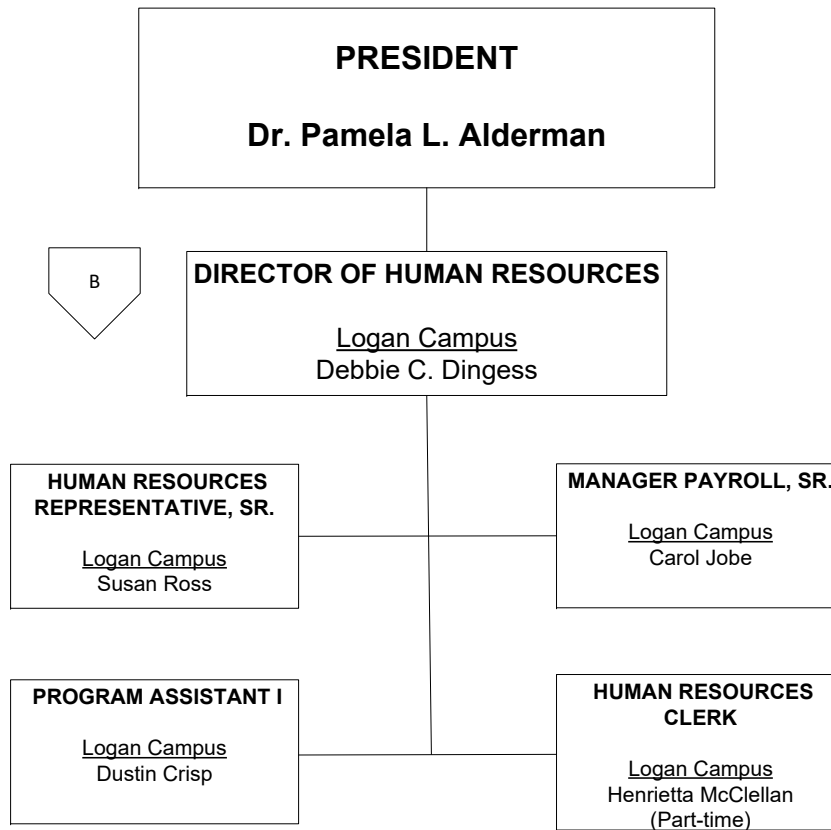 PRESIDENT
Dr. Pamela L. Alderman
B
DIRECTOR OF HUMAN RESOURCES
Logan Campus
Debbie C. Dingess
HUMAN RESOURCES
REPRESENTATIVE, SR.
Logan Campus
Susan Ross
MANAGER PAYROLL, SR.
Logan Campus
Carol Jobe
PROGRAM ASSISTANT I
Logan Campus
Dustin Crisp
HUMAN RESOURCES
CLERK
Logan Campus
Henrietta McClellan
(Part-time)